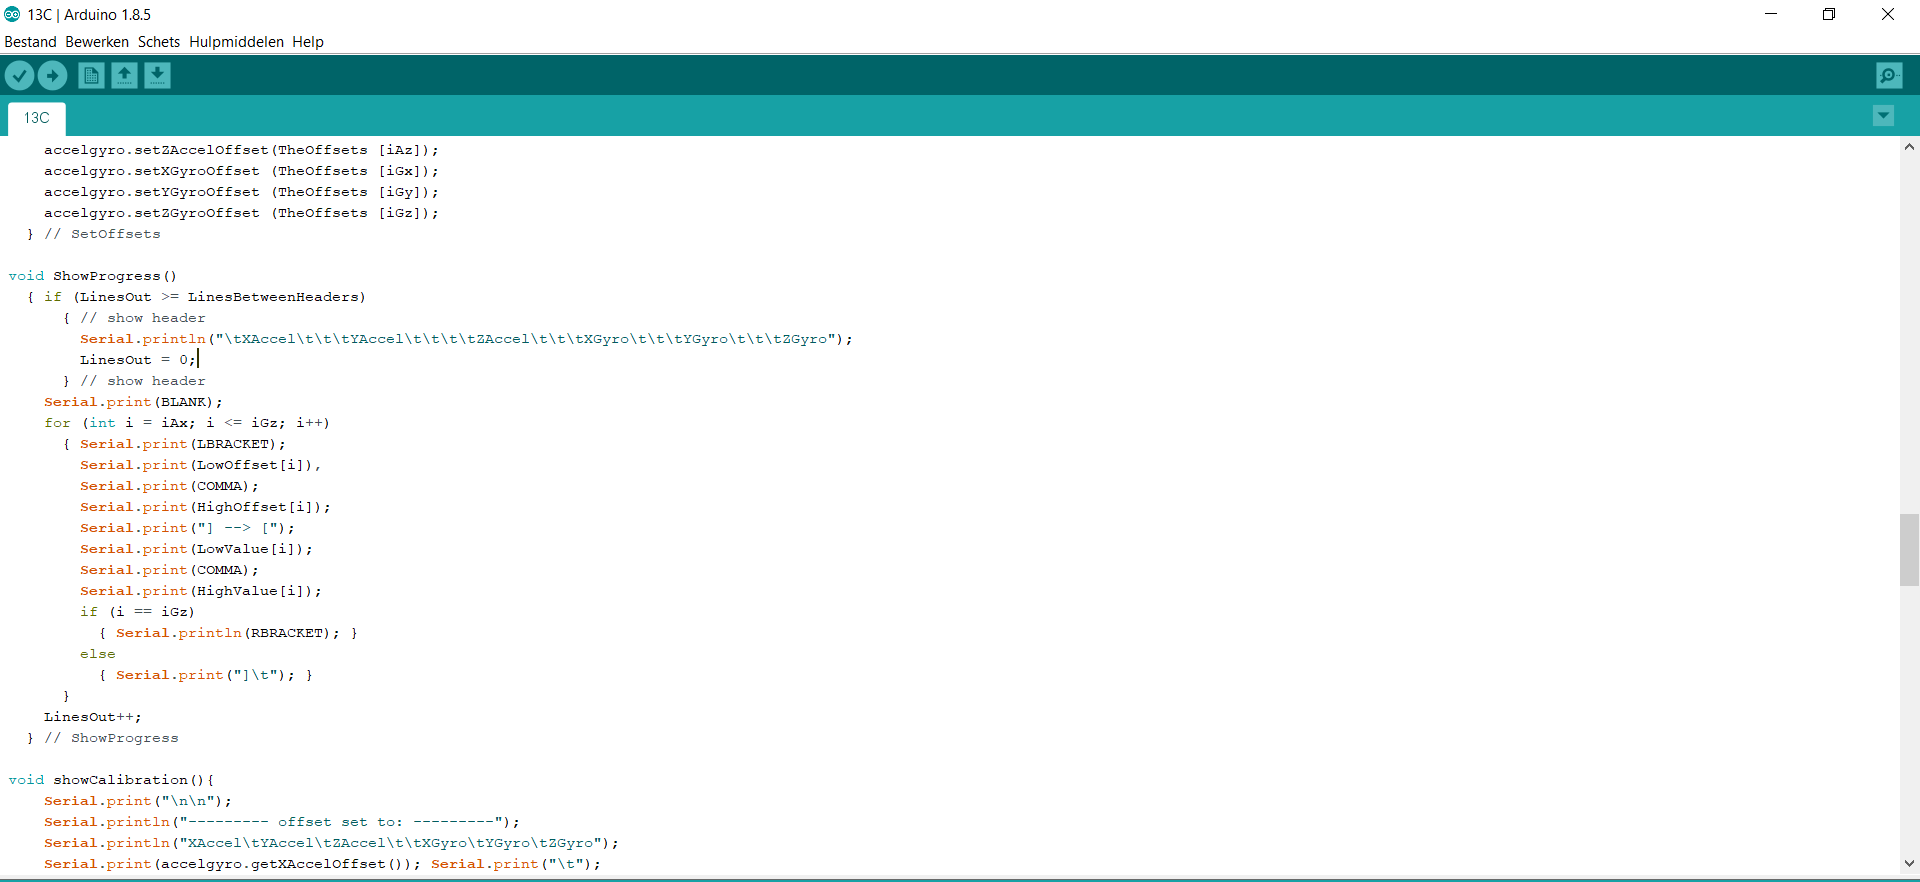 13C | Arduino 1.8.5
Bestand Bewerken Schets Hulpmiddelen Help
13C
accelgyro.setZAccelOffset(TheOffsets [iAz]);
accelgyro.setXGyroOffset (TheOffsets [iGx]);
accelgyro.setYGyroOffset (TheOffsets [iGy]);
accelgyro.setZGyroOffset (TheOffsets [iGz]);
} // SetOffsets
void ShowProgress()
{ if (LinesOut >= LinesBetweenHeaders)
{ // show header
Serial.println("\tXAccel\t\t\tYAccel\t\t\t\tZAccel\t\t\tXGyro\t\t\tYGyro\t\t\tZGyro");
LinesOut = 0;
} // show header
Serial.print(BLANK);
for (int i = iAx; i <= iGz; i++)
{ Serial.print(LBRACKET);
Serial.print(LowOffset[i]),
Serial.print(COMMA);
Serial.print(HighOffset[i]);
Serial.print("] --> [");
Serial.print(LowValue[i]);
Serial.print(COMMA);
Serial.print(HighValue[i]);
if (i == iGz)
{ Serial.println(RBRACKET); }
else
{ Serial.print("]\t"); }
}
LinesOut++;
} // ShowProgress
void showCalibration(){
Serial.print("\n\n");
Serial.println("--------- offset set to: ---------");
Serial.println("XAccel\tYAccel\tZAccel\t\tXGyro\tYGyro\tZGyro");
Serial.print(accelgyro.getXAccelOffset()); Serial.print("\t");